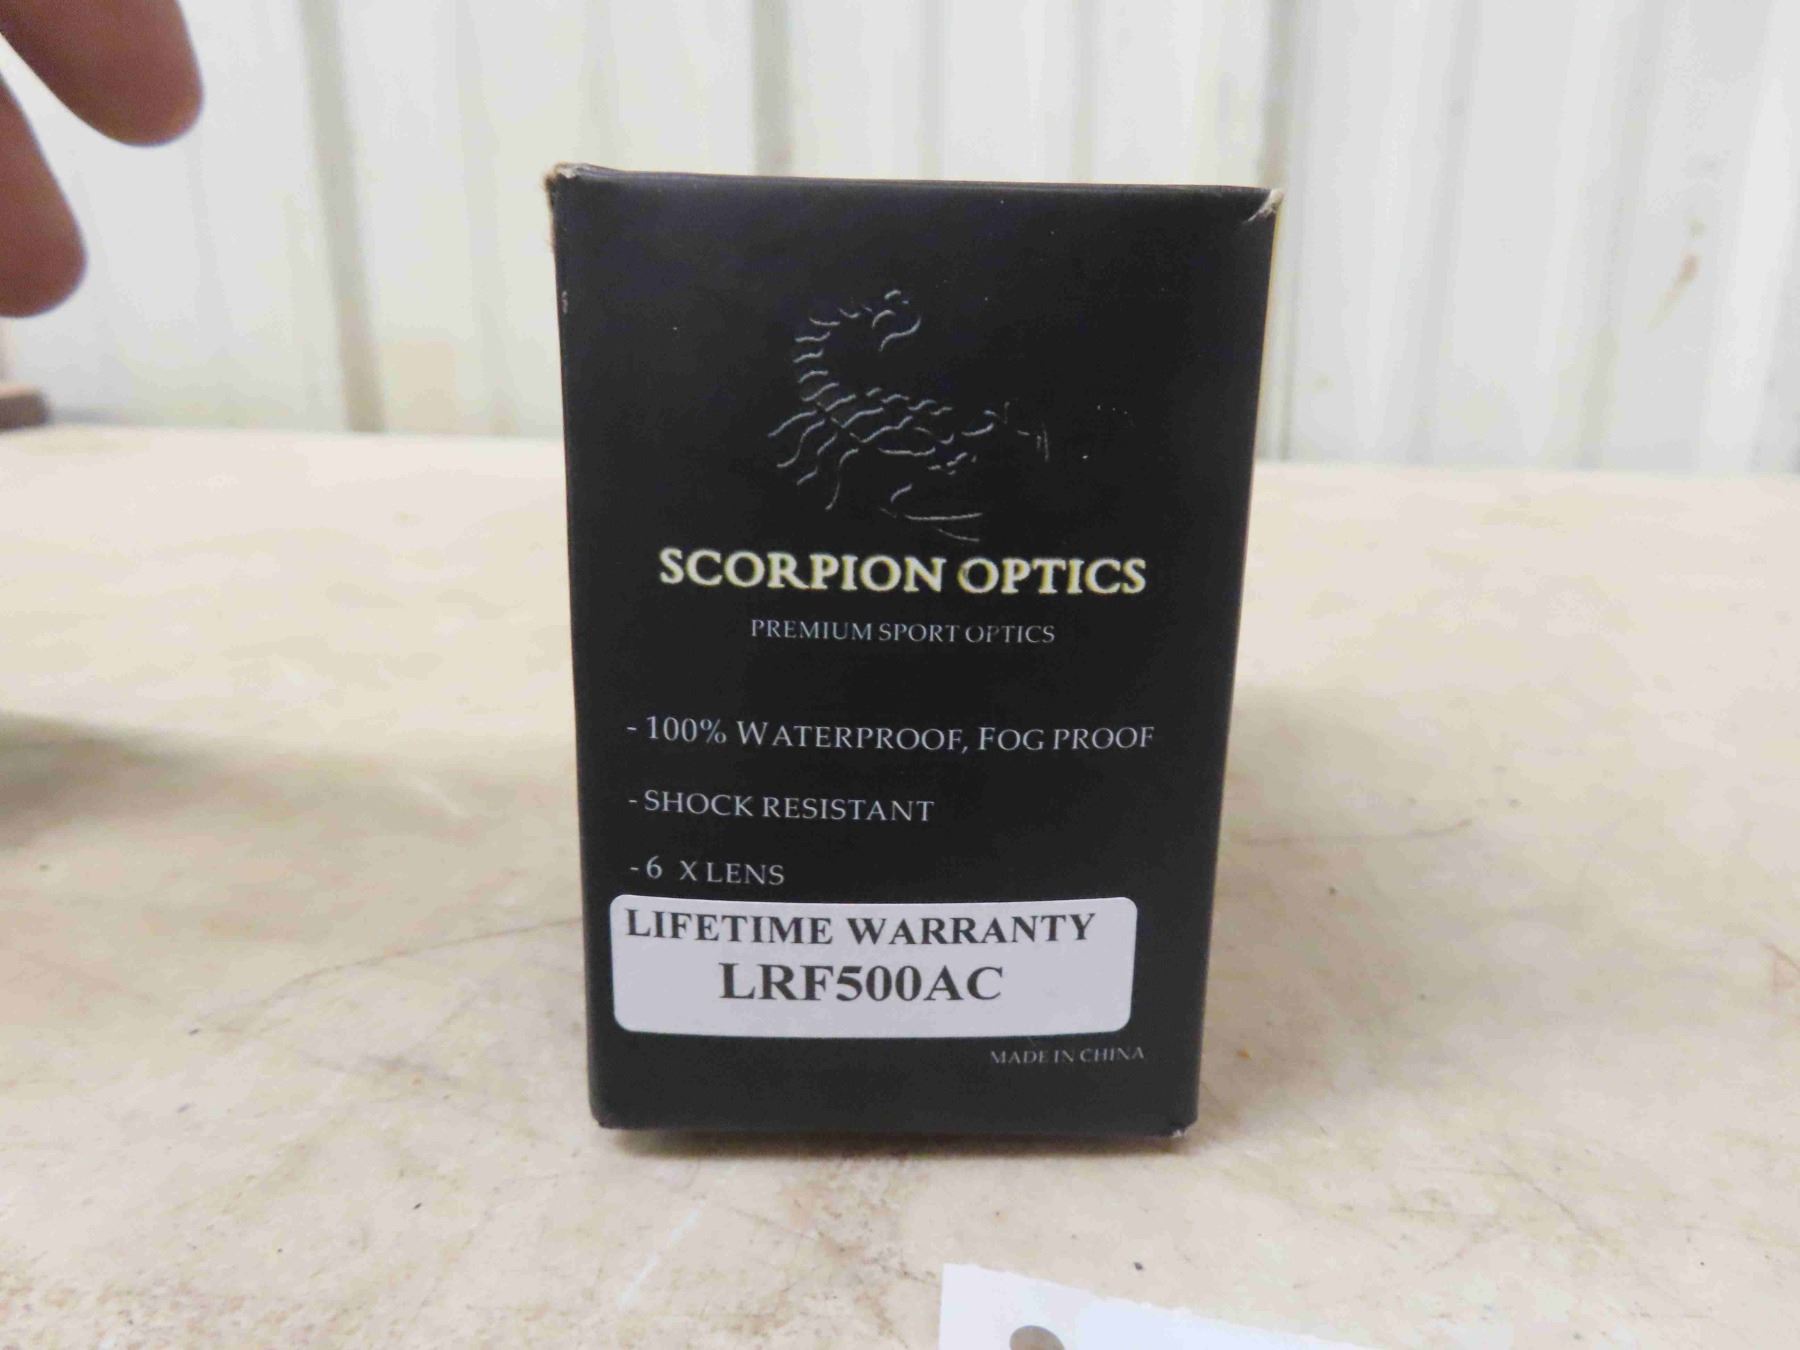 SCORPION OPTICS
PREMIUM SPORT OPTICS
- 100% WATERPROOF, FOG PROOF
- SHOCK RESISTANT
- 6 X LENS
LIFETIME WARRANTY
LRF500AC
MADE IN CHINA